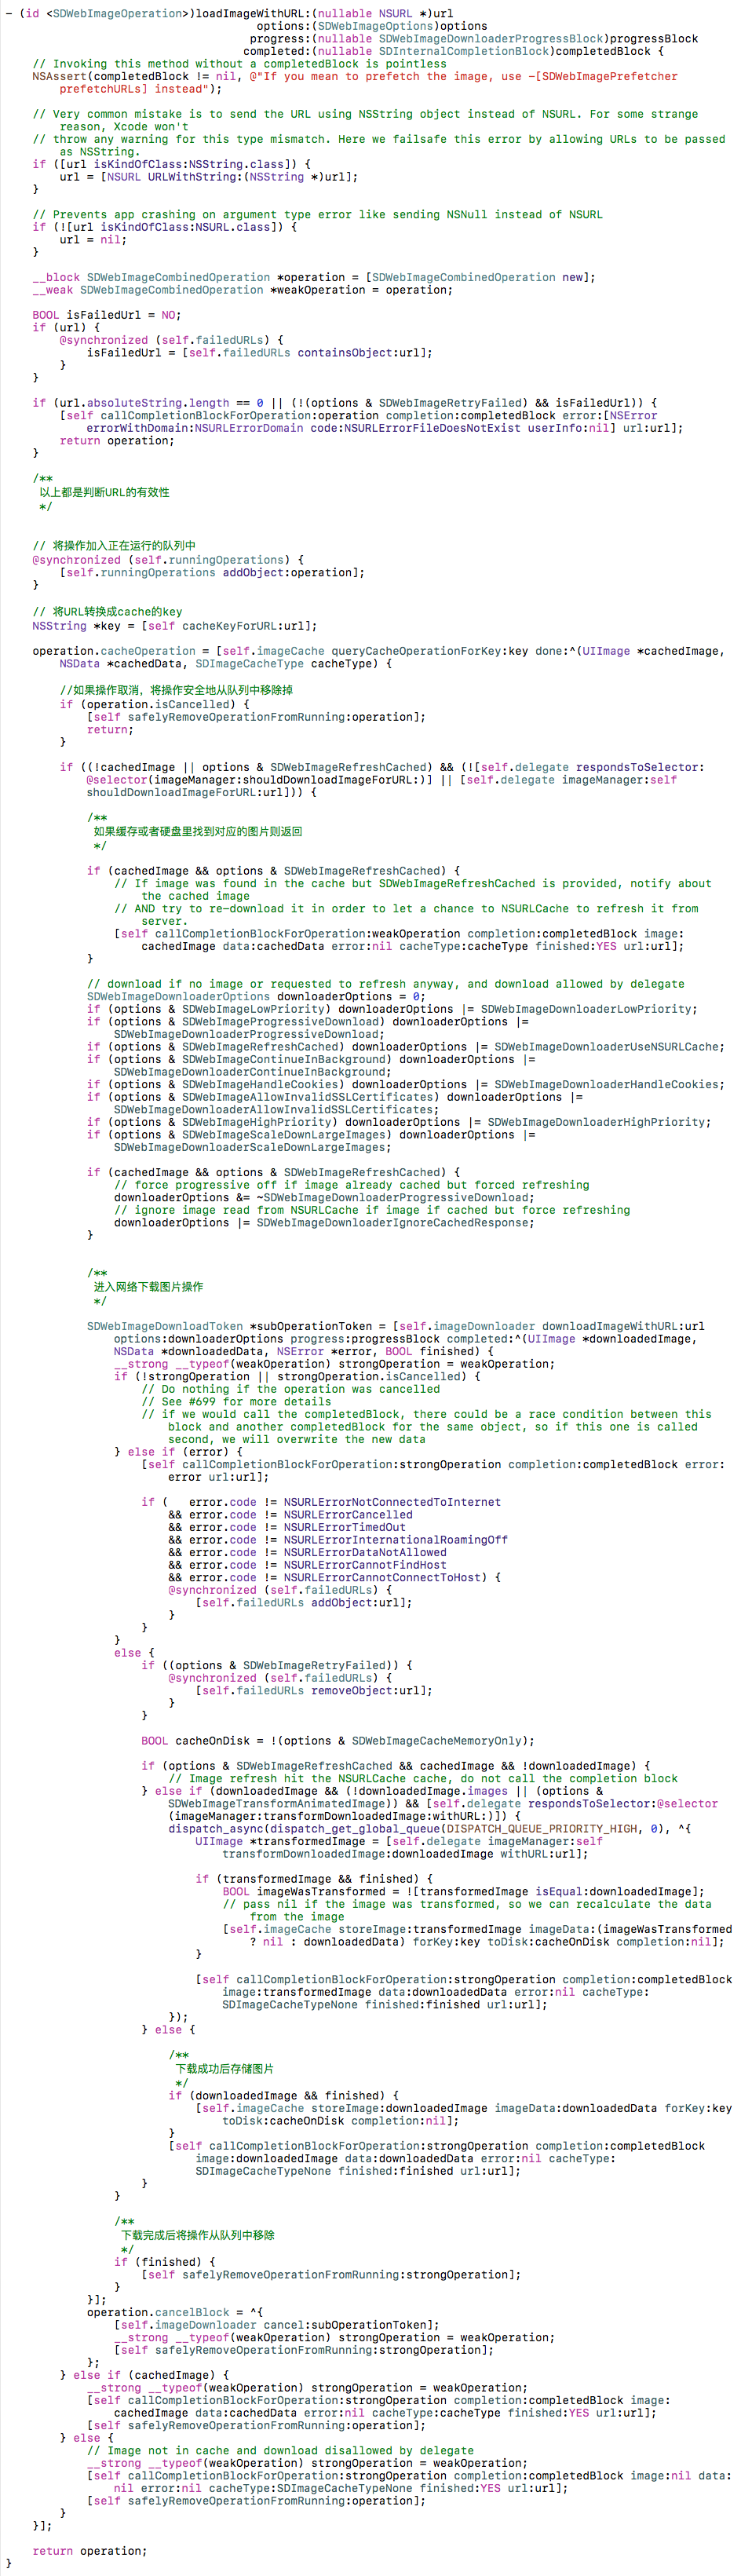 - (id <SDWebImageOperation>)loadImageWithURL:(nullable NSURL *)url
options:(SDWebImageOptions)options
progress:(nullable SDWebImageDownloaderProgressBlock)progressBlock
completed:(nullable SDInternalCompletionBlock)completedBlock {
// Invoking this method without a completedBlock is pointless
NSAssert(completedBlock != nil, @"If you mean to prefetch the image, use -[SDWebImagePrefetcher
prefetchURLs] instead");
// Very common mistake is to send the URL using NSString object instead of NSURL. For some strange
reason, Xcode won't
// throw any warning for this type mismatch. Here we failsafe this error by allowing URLs to be passed
as NSString.
if ([url isKindOfClass:NSString.class]) {
url = [NSURL URLWithString:(NSString *)url];
}
// Prevents app crashing on argument type error like sending NSNull instead of NSURL
if (![url isKindOfClass:NSURL.class]) {
url = nil;
}
__block SDWebImageCombinedOperation *operation = [SDWebImageCombinedOperation new];
__weak SDWebImageCombinedOperation *weakOperation = operation;
BOOL isFailedUrl = NO;
if (url) {
@synchronized (self.failedURLs) {
isFailedUrl = [self.failedURLs containsObject:url];
}
}
if (url.absoluteString.length == 0 || (!(options & SDWebImageRetryFailed) && isFailedUrl)) {
[self callCompletionBlockForOperation:operation completion:completedBlock error:[NSError
errorWithDomain:NSURLErrorDomain code:NSURLErrorFileDoesNotExist userInfo:nil] url:url];
return operation;
}
/**
以上都是判断URL的有效性
*/
// 将操作加入正在运行的队列中
@synchronized (self.runningOperations) {
[self.runningOperations addObject:operation];
}
// 将URL转换成cache的key
NSString *key = [self cacheKeyForURL:url];
operation.cacheOperation = [self.imageCache queryCacheOperationForKey:key done:^(UIImage *cachedImage,
NSData *cachedData, SDImageCacheType cacheType) {
//如果操作取消，将操作安全地从队列中移除掉
if (operation.isCancelled) {
[self safelyRemoveOperationFromRunning:operation];
return;
}
if ((!cachedImage || options & SDWebImageRefreshCached) && (![self.delegate respondsToSelector:
@selector(imageManager:shouldDownloadImageForURL:)] || [self.delegate imageManager:self
shouldDownloadImageForURL:url])) {
/**
如果缓存或者硬盘里找到对应的图片则返回
*/
if (cachedImage && options & SDWebImageRefreshCached) {
// If image was found in the cache but SDWebImageRefreshCached is provided, notify about
the cached image
// AND try to re-download it in order to let a chance to NSURLCache to refresh it from
server.
[self callCompletionBlockForOperation:weakOperation completion:completedBlock image:
cachedImage data:cachedData error:nil cacheType:cacheType finished:YES url:url];
}
// download if no image or requested to refresh anyway, and download allowed by delegate
SDWebImageDownloaderOptions downloaderOptions = 0;
if (options & SDWebImageLowPriority) downloaderOptions |= SDWebImageDownloaderLowPriority;
if (options & SDWebImageProgressiveDownload) downloaderOptions |=
SDWebImageDownloaderProgressiveDownload;
if (options & SDWebImageRefreshCached) downloaderOptions |= SDWebImageDownloaderUseNSURLCache;
if (options & SDWebImageContinueInBackground) downloaderOptions |=
SDWebImageDownloaderContinueInBackground;
if (options & SDWebImageHandleCookies) downloaderOptions |= SDWebImageDownloaderHandleCookies;
if (options & SDWebImageAllowInvalidSSLCertificates) downloaderOptions |=
SDWebImageDownloaderAllowInvalidSSLCertificates;
if (options & SDWebImageHighPriority) downloaderOptions |= SDWebImageDownloaderHighPriority;
if (options & SDWebImageScaleDownLargeImages) downloaderOptions |=
SDWebImageDownloaderScaleDownLargeImages;
if (cachedImage && options & SDWebImageRefreshCached) {
// force progressive off if image already cached but forced refreshing
downloaderOptions &= ~SDWebImageDownloaderProgressiveDownload;
// ignore image read from NSURLCache if image if cached but force refreshing
downloaderOptions |= SDWebImageDownloaderIgnoreCachedResponse;
}
/**
进入网络下载图片操作
*/
SDWebImageDownloadToken *subOperationToken = [self.imageDownloader downloadImageWithURL:url
options:downloaderOptions progress:progressBlock completed:^(UIImage *downloadedImage,
NSData *downloadedData, NSError *error, BOOL finished) {
__strong __typeof(weakOperation) strongOperation = weakOperation;
if (!strongOperation || strongOperation.isCancelled) {
// Do nothing if the operation was cancelled
// See #699 for more details
// if we would call the completedBlock, there could be a race condition between this
block and another completedBlock for the same object, so if this one is called
second, we will overwrite the new data
} else if (error) {
[self callCompletionBlockForOperation:strongOperation completion:completedBlock error:
error url:url];
if (   error.code != NSURLErrorNotConnectedToInternet
&& error.code != NSURLErrorCancelled
&& error.code != NSURLErrorTimedOut
&& error.code != NSURLErrorInternationalRoamingOff
&& error.code != NSURLErrorDataNotAllowed
&& error.code != NSURLErrorCannotFindHost
&& error.code != NSURLErrorCannotConnectToHost) {
@synchronized (self.failedURLs) {
[self.failedURLs addObject:url];
}
}
}
else {
if ((options & SDWebImageRetryFailed)) {
@synchronized (self.failedURLs) {
[self.failedURLs removeObject:url];
}
}
BOOL cacheOnDisk = !(options & SDWebImageCacheMemoryOnly);
if (options & SDWebImageRefreshCached && cachedImage && !downloadedImage) {
// Image refresh hit the NSURLCache cache, do not call the completion block
} else if (downloadedImage && (!downloadedImage.images || (options &
SDWebImageTransformAnimatedImage)) && [self.delegate respondsToSelector:@selector
(imageManager:transformDownloadedImage:withURL:)]) {
dispatch_async(dispatch_get_global_queue(DISPATCH_QUEUE_PRIORITY_HIGH, 0), ^{
UIImage *transformedImage = [self.delegate imageManager:self
transformDownloadedImage:downloadedImage withURL:url];
if (transformedImage && finished) {
BOOL imageWasTransformed = ![transformedImage isEqual:downloadedImage];
// pass nil if the image was transformed, so we can recalculate the data
from the image
[self.imageCache storeImage:transformedImage imageData:(imageWasTransformed
? nil : downloadedData) forKey:key toDisk:cacheOnDisk completion:nil];
}
[self callCompletionBlockForOperation:strongOperation completion:completedBlock
image:transformedImage data:downloadedData error:nil cacheType:
SDImageCacheTypeNone finished:finished url:url];
});
} else {
/**
下载成功后存储图片
*/
if (downloadedImage && finished) {
[self.imageCache storeImage:downloadedImage imageData:downloadedData forKey:key
toDisk:cacheOnDisk completion:nil];
}
[self callCompletionBlockForOperation:strongOperation completion:completedBlock
image:downloadedImage data:downloadedData error:nil cacheType:
SDImageCacheTypeNone finished:finished url:url];
}
}
/**
下载完成后将操作从队列中移除
*/
if (finished) {
[self safelyRemoveOperationFromRunning:strongOperation];
}
}];
operation.cancelBlock = ^{
[self.imageDownloader cancel:subOperationToken];
__strong __typeof(weakOperation) strongOperation = weakOperation;
[self safelyRemoveOperationFromRunning:strongOperation];
};
} else if (cachedImage) {
__strong __typeof(weakOperation) strongOperation = weakOperation;
[self callCompletionBlockForOperation:strongOperation completion:completedBlock image:
cachedImage data:cachedData error:nil cacheType:cacheType finished:YES url:url];
[self safelyRemoveOperationFromRunning:operation];
} else {
// Image not in cache and download disallowed by delegate
__strong __typeof(weakOperation) strongOperation = weakOperation;
[self callCompletionBlockForOperation:strongOperation completion:completedBlock image:nil data:
nil error:nil cacheType:SDImageCacheTypeNone finished:YES url:url];
[self safelyRemoveOperationFromRunning:operation];
}
}];
return operation;
}